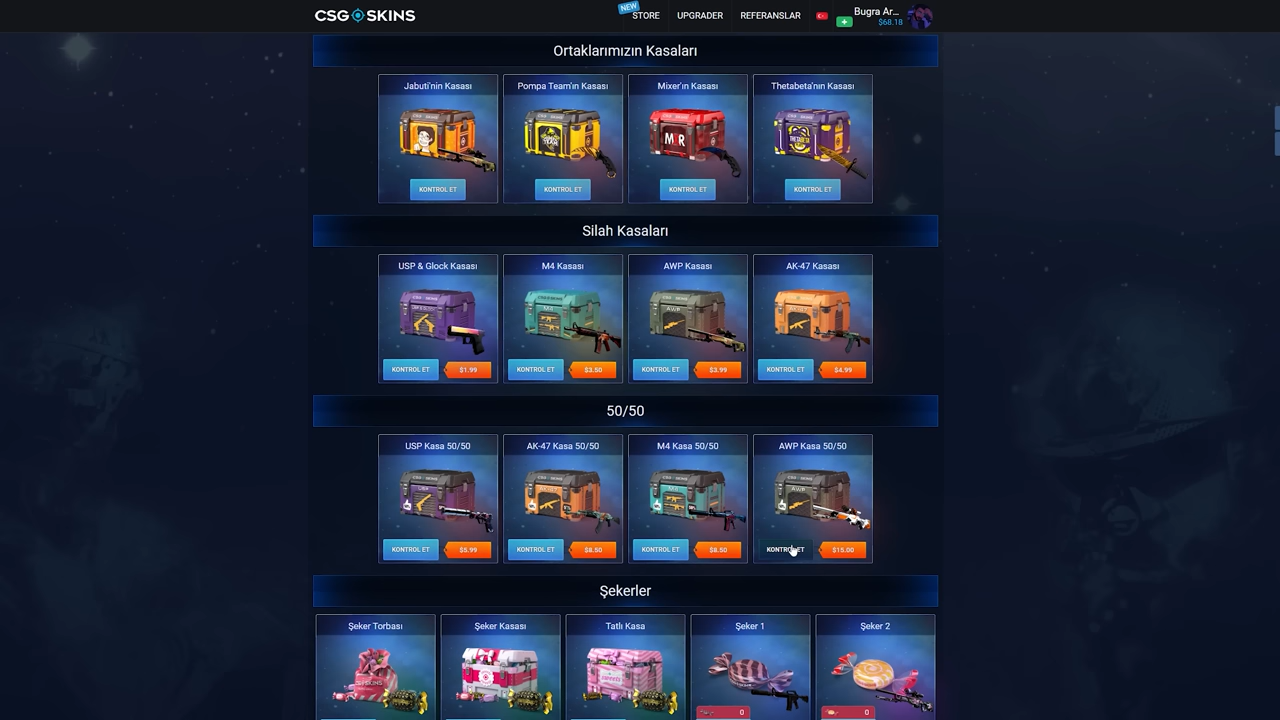 CSG SKINS
NEW
STORE
UPGRADER
REFERANSLAR
Bugra Ar...
$68.18
Ortaklarımızın Kasaları
Jabuti'nin Kasası
Pompa Team'ın Kasası
Mixer'ın Kasası
Thetabeta'nın Kasası
KONTROL ET
KONTROL ET
KONTROL ET
KONTROL ET
Silah Kasaları
USP & Glock Kasası
M4 Kasası
AWP Kasası
AK-47 Kasası
KONTROL ET
$1.99
KONTROL ET
$3.50
KONTROL ET
$3.99
KONTROL ET
$4.99
50/50
USP Kasa 50/50
AK-47 Kasa 50/50
M4 Kasa 50/50
AWP Kasa 50/50
KONTROL ET
$5.99
KONTROL ET
$8.50
KONTROL ET
$8.50
KONTROL ET
$15.00
Şekerler
Şeker Torbası
Şeker Kasası
Tatlı Kasa
Şeker 1
Şeker 2
0
0